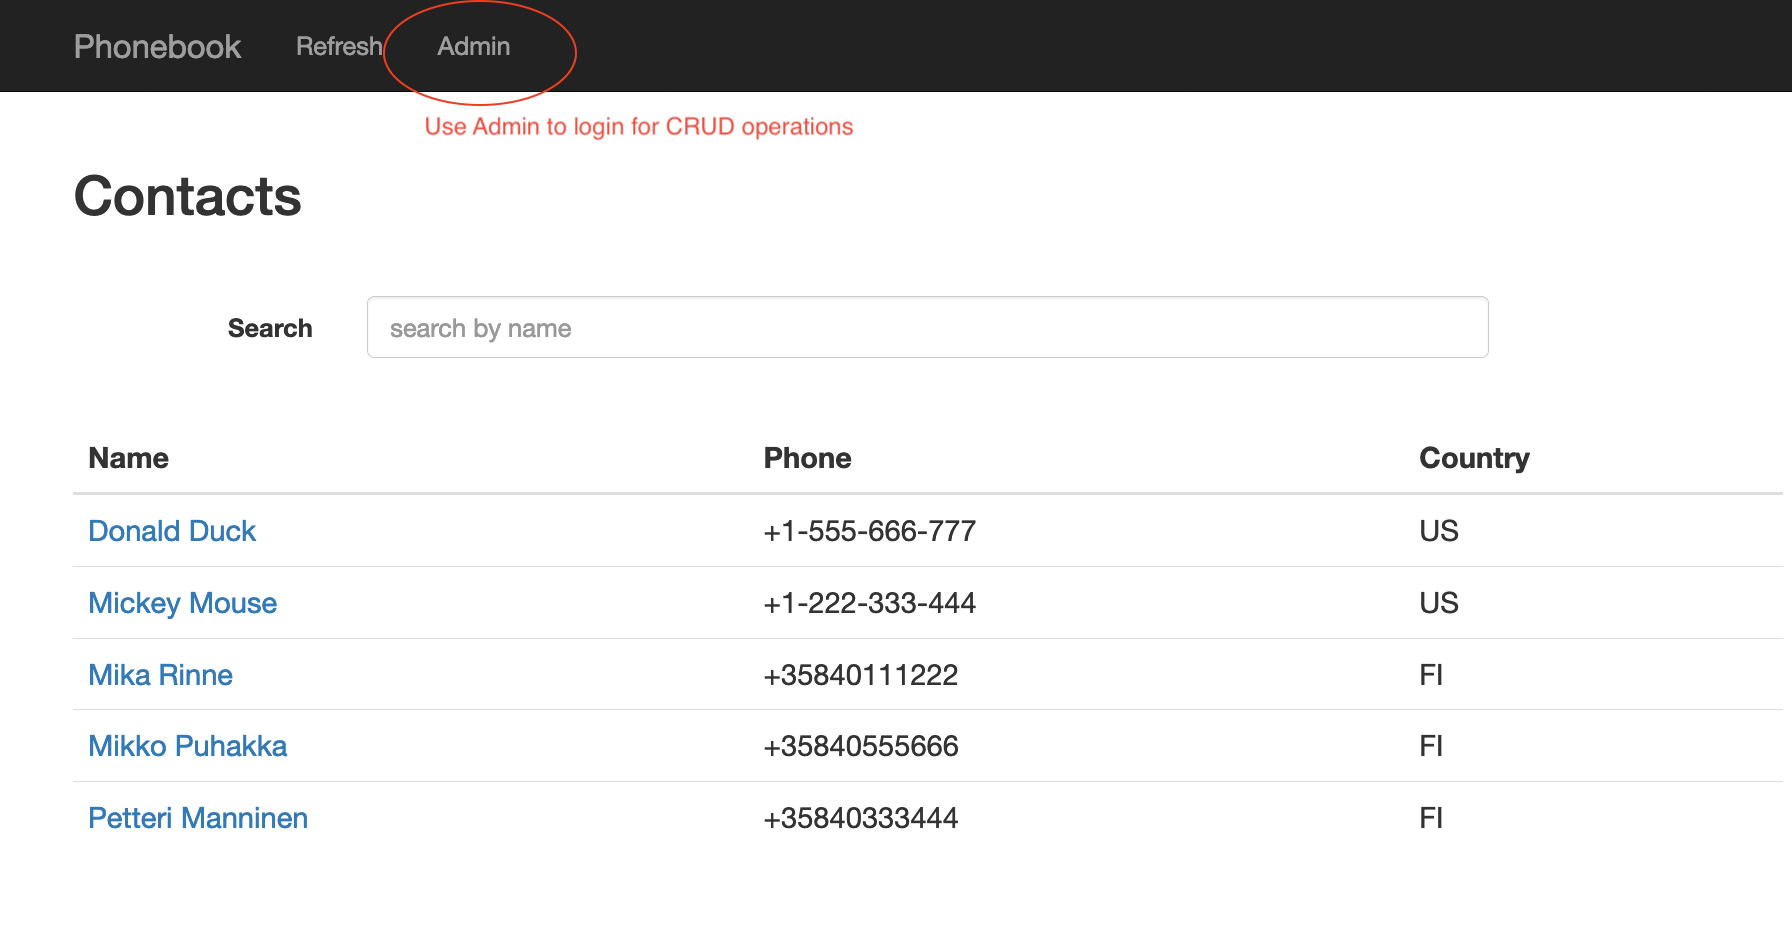 Phonebook Refresh Admin
Use Admin to login for CRUD operations
Contacts
Search search by name
Name Phone Country
Donald Duck +1-555-666-777 US
Mickey Mouse +1-222-333-444 US
Mika Rinne +35840111222 FI
Mikko Puhakka +35840555666 FI
Petteri Manninen +35840333444 FI